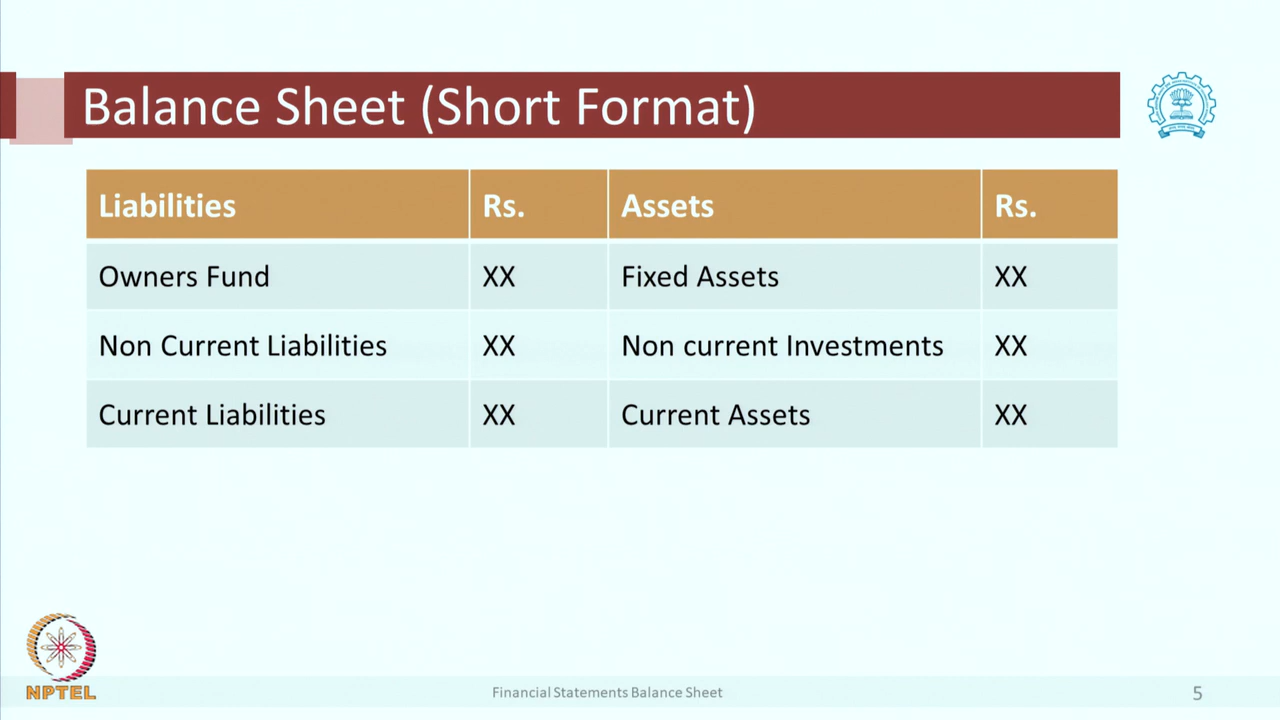 Balance Sheet (Short Format)
Liabilities Rs. Assets Rs.
Owners Fund XX Fixed Assets XX
Non Current Liabilities XX Non current Investments XX
Current Liabilities XX Current Assets XX
NPTEL
Financial Statements Balance Sheet
5